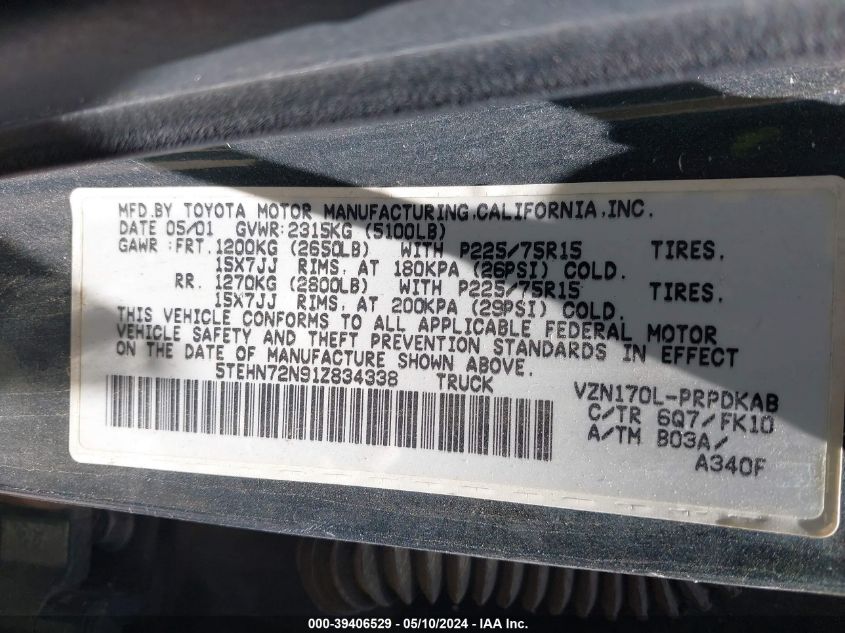 MFD.BY TOYOTA MOTOR MANUFACTURING.CALIFORNIA,INC.
DATE 05/01 GVWR:2315KG (5100LB)
GAWR : FRT. 1200KG (2650LB) WITH P225/75R15 TIRES.
15X7JJ RIMS, AT 180KPA (26PSI) COLD.
RR. 1270KG (2800LB) WITH P225/75R15 TIRES.
15X7JJ RIMS, AT 200KPA (29PSI) COLD.
THIS VEHICLE CONFORMS TO ALL APPLICABLE FEDERAL MOTOR
VEHICLE SAFETY AND THEFT PREVENTION STANDARDS IN EFFECT
ON THE DATE OF MANUFACTURE SHOWN ABOVE.
5TEHN72N91Z834338 TRUCK
VZN170L-PRPDKAB
C/TR 6Q7/FK10
A/TM B03A/
A340F
000-39406529 - 05/10/2024 - IAA Inc.